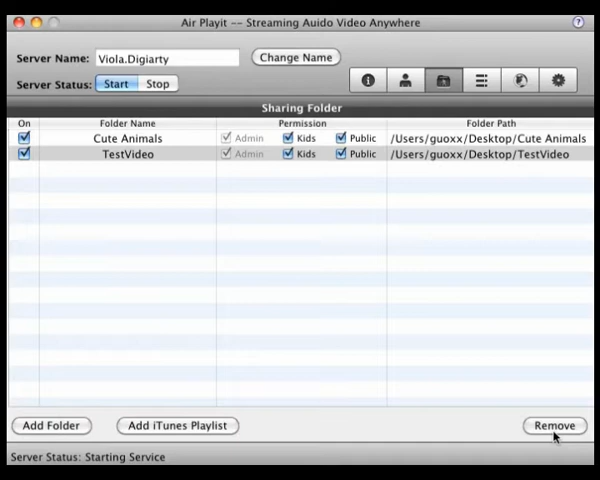 Air Playit -- Streaming Auido Video Anywhere ?
Server Name: Viola.Digiarty Change Name
Server Status: Start Stop
Sharing Folder
On Folder Name Permission Folder Path
Cute Animals Admin Kids Public /Users/guoxx/Desktop/Cute Animals
TestVideo Admin Kids Public /Users/guoxx/Desktop/TestVideo
Add Folder Add iTunes Playlist Remove
Server Status: Starting Service